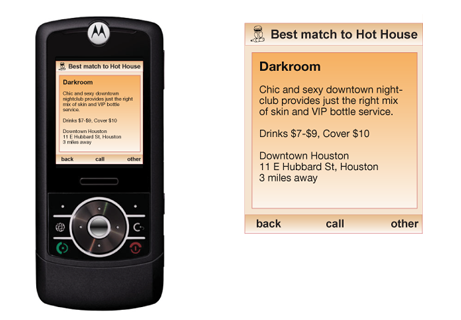 MOTOROLA
Best match to Hot House
Darkroom
Chic and sexy downtown
nightclub provides just the right
mix of skin and VIP bottle
service.
Drinks $7-$9, Cover $10
Downtown Houston
11 E Hubbard St, Houston
3 miles away
back call other
Best match to Hot House
Darkroom
Chic and sexy downtown night-
club provides just the right mix
of skin and VIP bottle service.
Drinks $7-$9, Cover $10
Downtown Houston
11 E Hubbard St, Houston
3 miles away
back call other